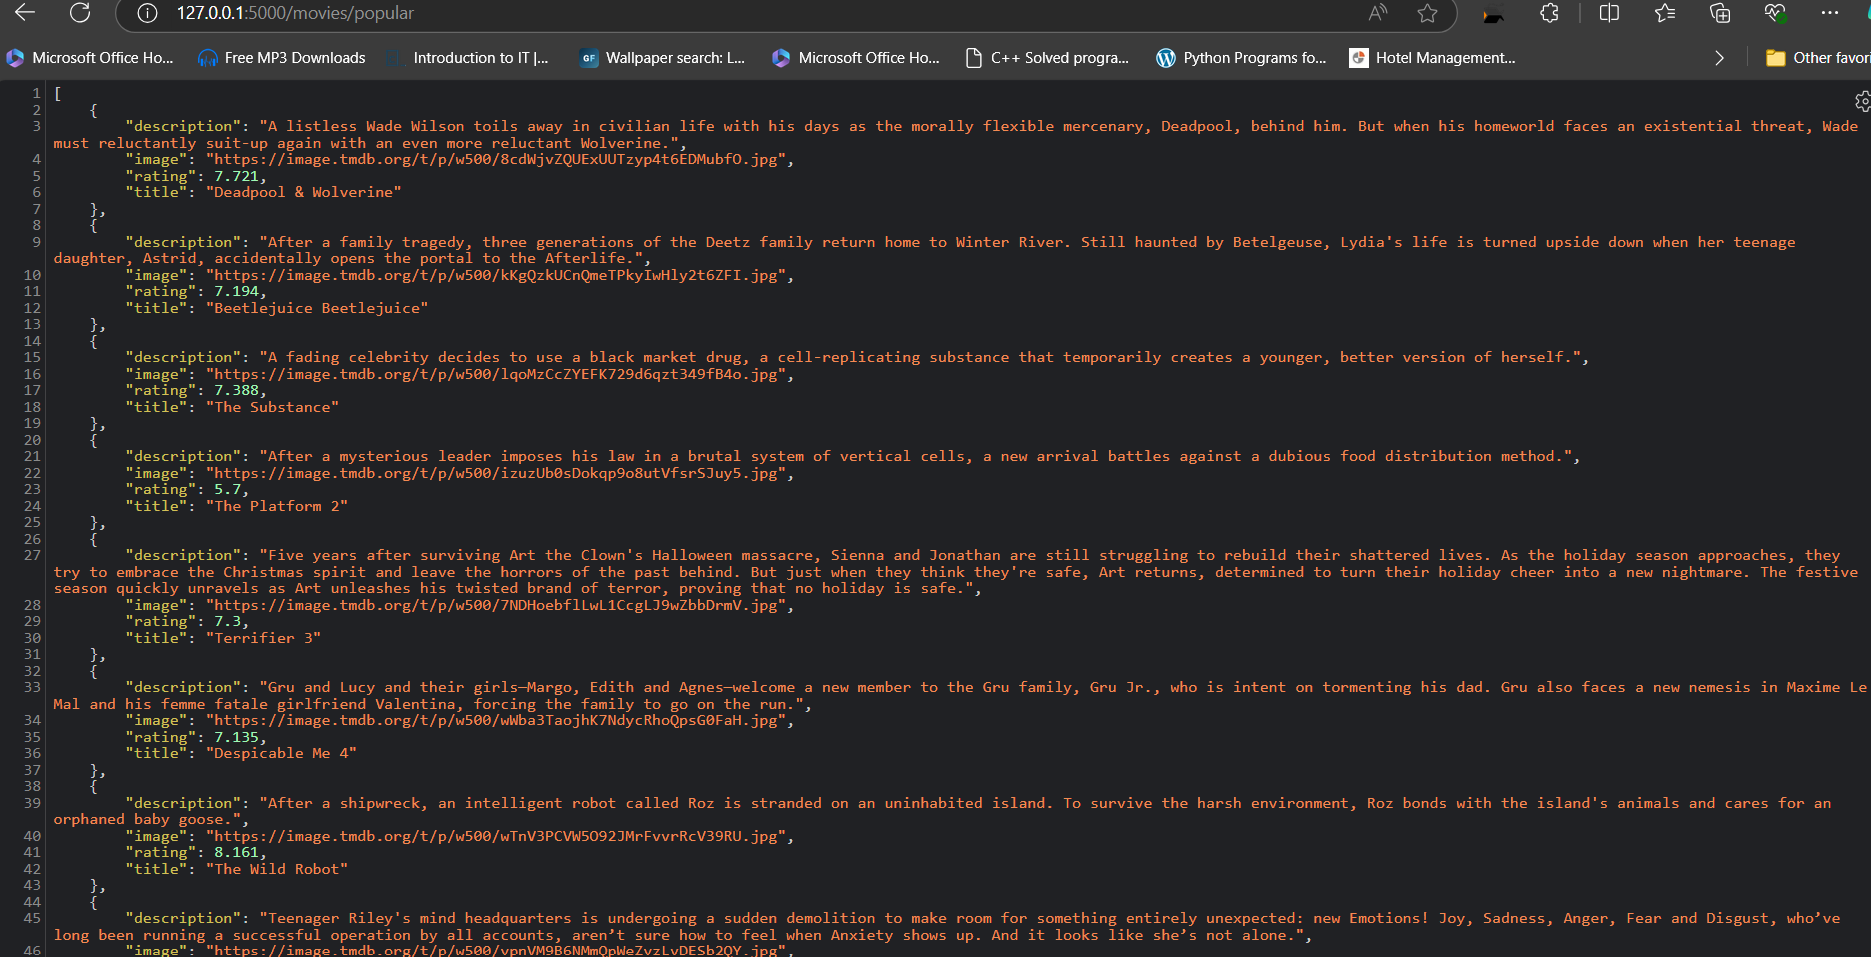 127.0.0.1:5000/movies/popular
Microsoft Office Ho... Free MP3 Downloads Introduction to IT |... GF Wallpaper search: L... Microsoft Office Ho... C++ Solved progra... Python Programs fo... Hotel Management... Other favori
1 [
2 {
3 "description": "A listless Wade Wilson toils away in civilian life with his days as the morally flexible mercenary, Deadpool, behind him. But when his homeworld faces an existential threat, Wade
must reluctantly suit-up again with an even more reluctant Wolverine.",
4 "image": "https://image.tmdb.org/t/p/w500/8cdWjvZQUExUUTzyp4t6EDMubfO.jpg",
5 "rating": 7.721,
6 "title": "Deadpool & Wolverine"
7 },
8 {
9 "description": "After a family tragedy, three generations of the Deetz family return home to Winter River. Still haunted by Betelgeuse, Lydia's life is turned upside down when her teenage
daughter, Astrid, accidentally opens the portal to the Afterlife.",
10 "image": "https://image.tmdb.org/t/p/w500/kKgQzkUCnQmeTPkyIwHly2t6ZFI.jpg",
11 "rating": 7.194,
12 "title": "Beetlejuice Beetlejuice"
13 },
14 {
15 "description": "A fading celebrity decides to use a black market drug, a cell-replicating substance that temporarily creates a younger, better version of herself.",
16 "image": "https://image.tmdb.org/t/p/w500/lqoMzCcZYEFK729d6qzt349fB4o.jpg",
17 "rating": 7.388,
18 "title": "The Substance"
19 },
20 {
21 "description": "After a mysterious leader imposes his law in a brutal system of vertical cells, a new arrival battles against a dubious food distribution method.",
22 "image": "https://image.tmdb.org/t/p/w500/izuzUb0sDokqp9o8utVfsrSJuy5.jpg",
23 "rating": 5.7,
24 "title": "The Platform 2"
25 },
26 {
27 "description": "Five years after surviving Art the Clown's Halloween massacre, Sienna and Jonathan are still struggling to rebuild their shattered lives. As the holiday season approaches, they
try to embrace the Christmas spirit and leave the horrors of the past behind. But just when they think they're safe, Art returns, determined to turn their holiday cheer into a new nightmare. The festive
season quickly unravels as Art unleashes his twisted brand of terror, proving that no holiday is safe.",
28 "image": "https://image.tmdb.org/t/p/w500/7NDHoebflLwL1CcgLJ9wZbbDrmV.jpg",
29 "rating": 7.3,
30 "title": "Terrifier 3"
31 },
32 {
33 "description": "Gru and Lucy and their girls—Margo, Edith and Agnes—welcome a new member to the Gru family, Gru Jr., who is intent on tormenting his dad. Gru also faces a new nemesis in Maxime Le
Mal and his femme fatale girlfriend Valentina, forcing the family to go on the run.",
34 "image": "https://image.tmdb.org/t/p/w500/wWba3TaojhK7NdycRhoQpsG0FaH.jpg",
35 "rating": 7.135,
36 "title": "Despicable Me 4"
37 },
38 {
39 "description": "After a shipwreck, an intelligent robot called Roz is stranded on an uninhabited island. To survive the harsh environment, Roz bonds with the island's animals and cares for an
orphaned baby goose.",
40 "image": "https://image.tmdb.org/t/p/w500/wTnV3PCVW5O92JMrFvvrRcV39RU.jpg",
41 "rating": 8.161,
42 "title": "The Wild Robot"
43 },
44 {
45 "description": "Teenager Riley's mind headquarters is undergoing a sudden demolition to make room for something entirely unexpected: new Emotions! Joy, Sadness, Anger, Fear and Disgust, who’ve
long been running a successful operation by all accounts, aren’t sure how to feel when Anxiety shows up. And it looks like she’s not alone.",
46 "image": "https://image.tmdb.org/t/p/w500/vpnVM9B6NMmQpWeZvzLvDESb2QY.jpg",